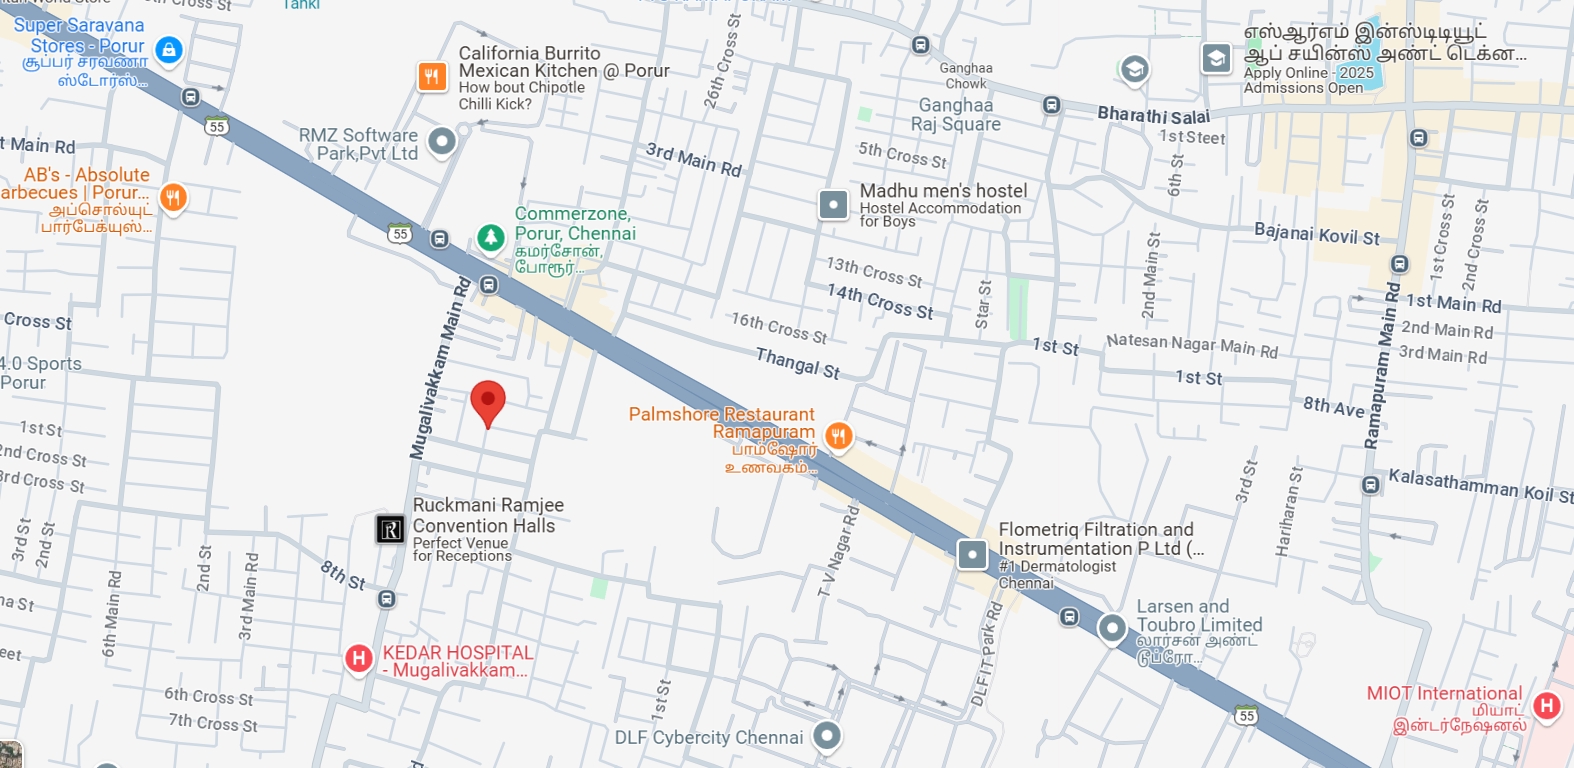 Cross St
Tanki
Super Saravana
Stores - Porur
சூப்பர் சரவணா
ஸ்டோர்ஸ்...
55
t Main Rd
AB's - Absolute
arbecues | Porur...
அப்சொல்யுட்
பார்பேக்யுஸ்...
California Burrito
Mexican Kitchen @ Porur
How bout Chipotle
Chilli Kick?
RMZ Software
Park,Pvt Ltd
26th Cross St
3rd Main Rd
Ganghaa
Chowk
Ganghaa
Raj Square
5th Cross St
Bharathi Salai
1st Steet
6th St
எஸ்ஆர்எம் இன்ஸ்டிடியூட்
ஆப் சயின்ஸ் அண்ட் டெக்ன...
Apply Online - 2025
Admissions Open
Madhu men's hostel
Hostel Accommodation
for Boys
Commerzone,
Porur, Chennai
கமர்சோன்,
போரூர்...
55
Bajanai Kovil St
1st Cross St
2nd Cross St
2nd Main St
13th Cross St
14th Cross St
Star St
Mugalivakkam Main Rd
Cross St
4.0 Sports
Porur
16th Cross St
Thangal St
1st St
Natesan Nagar Main Rd
1st St
8th Ave
Ramapuram Main Rd
1st Main Rd
2nd Main Rd
3rd Main Rd
Palmshore Restaurant
Ramapuram
பாம்ஷோர்
உணவகம்...
1st St
2nd Cross St
3rd Cross St
3rd St
2nd St
Ruckmani Ramjee
Convention Halls
Perfect Venue
for Receptions
R
T V Nagar Rd
3rd St
Hariharan St
Kalasathamman Koil St
Flometriq Filtration and
Instrumentation P Ltd (...
#1 Dermatologist
Chennai
8th St
2nd St
3rd Main Rd
6th Main Rd
na St
eet
Larsen and
Toubro Limited
லார்சன் அண்ட்
டூப்ரோ...
DLF IT Park Rd
H
KEDAR HOSPITAL
- Mugalivakkam...
6th Cross St
7th Cross St
1st St
DLF Cybercity Chennai
55
MIOT International
மியாட்
இன்டர்நேஷனல்
H